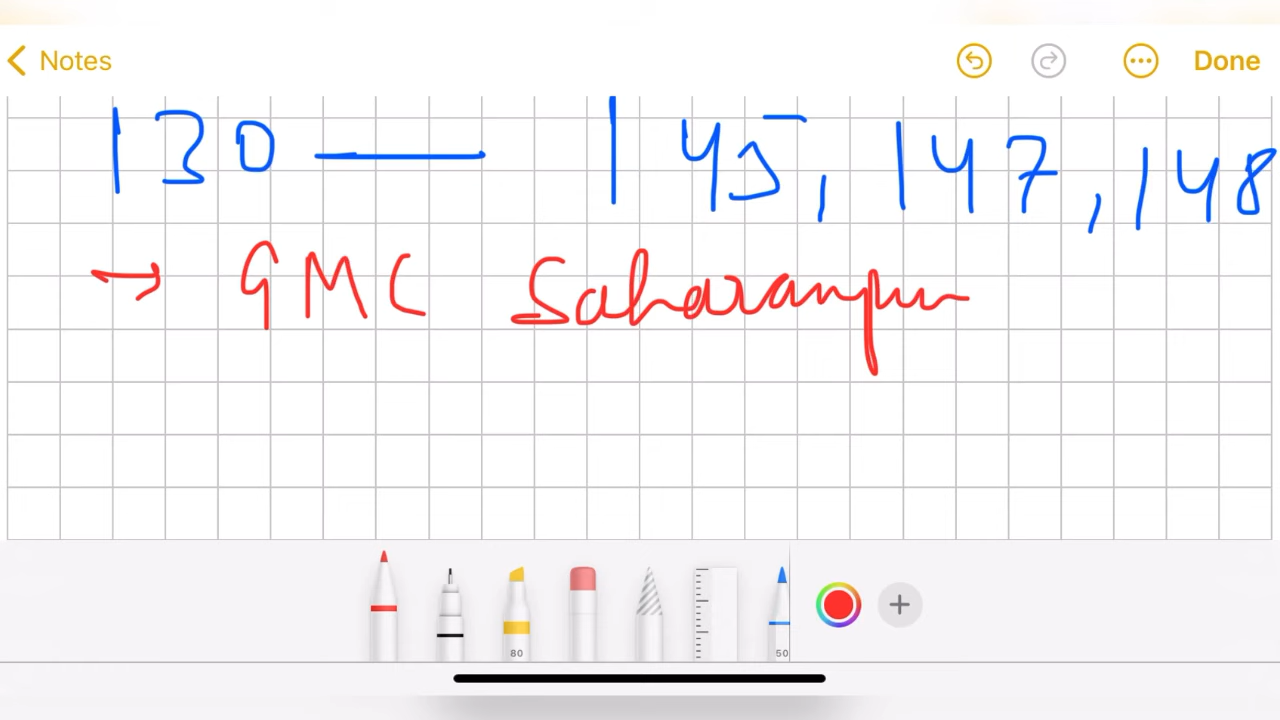 Notes Done
130 — 145, 147, 148
→ GMC Saharanpur
80 50